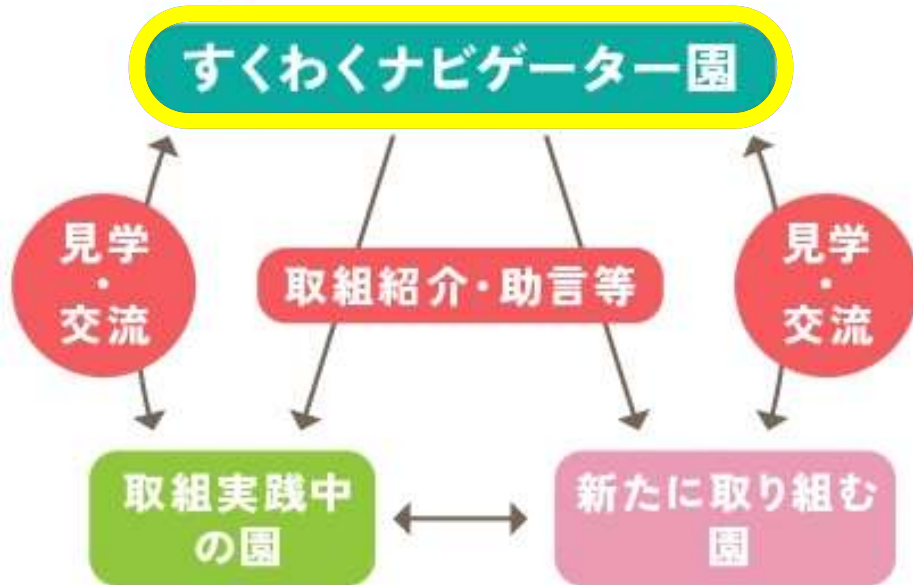 すくわくナビゲーター園
見学
・
交流
取組紹介・助言等
見学
・
交流
取組実践中
の園
新たに取り組む
園